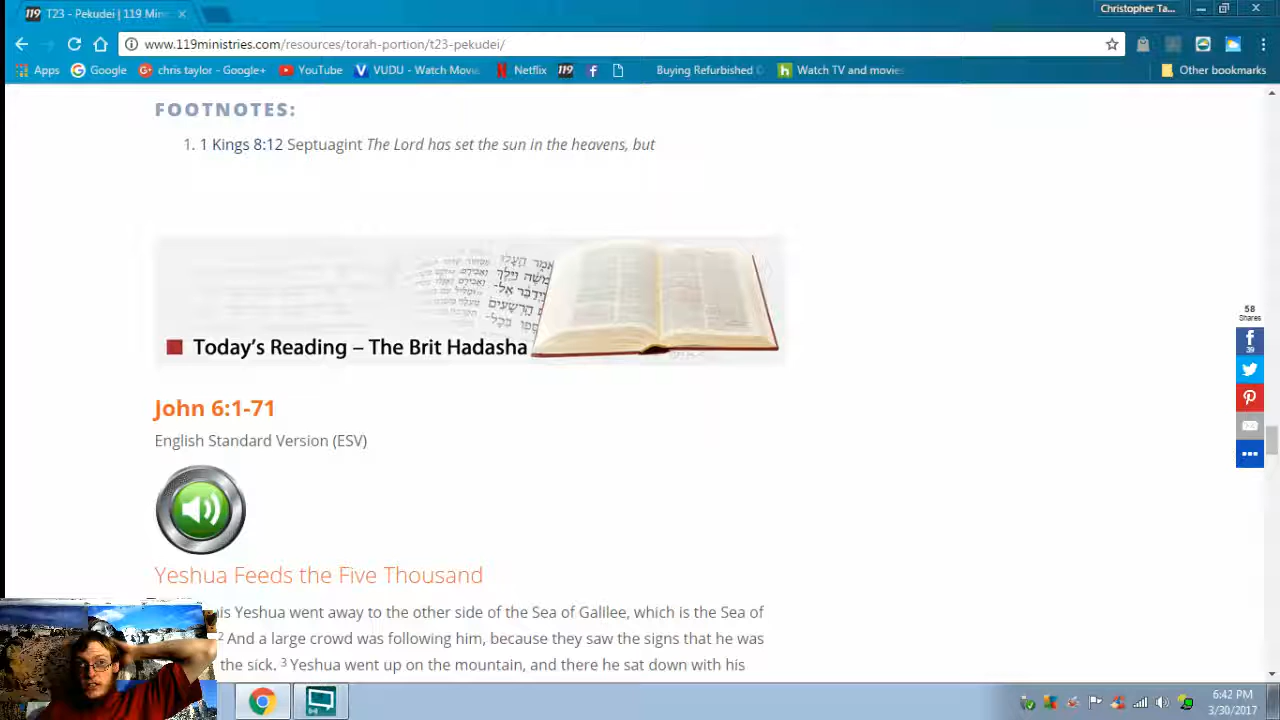 T23 - Pekudei | 119 Min
Christopher Ta...
www.119ministries.com/resources/torah-portion/t23-pekudei/
Apps Google chris taylor - Google+ YouTube VUDU - Watch Movie Netflix 119 Buying Refurbished Watch TV and movies Other bookmarks
FOOTNOTES:
1. 1 Kings 8:12 Septuagint The Lord has set the sun in the heavens, but
Today's Reading – The Brit Hadasha
58
Shares
39
John 6:1-71
English Standard Version (ESV)
Yeshua Feeds the Five Thousand
is Yeshua went away to the other side of the Sea of Galilee, which is the Sea of
2 And a large crowd was following him, because they saw the signs that he was
the sick. 3 Yeshua went up on the mountain, and there he sat down with his
6:42 PM
3/30/2017